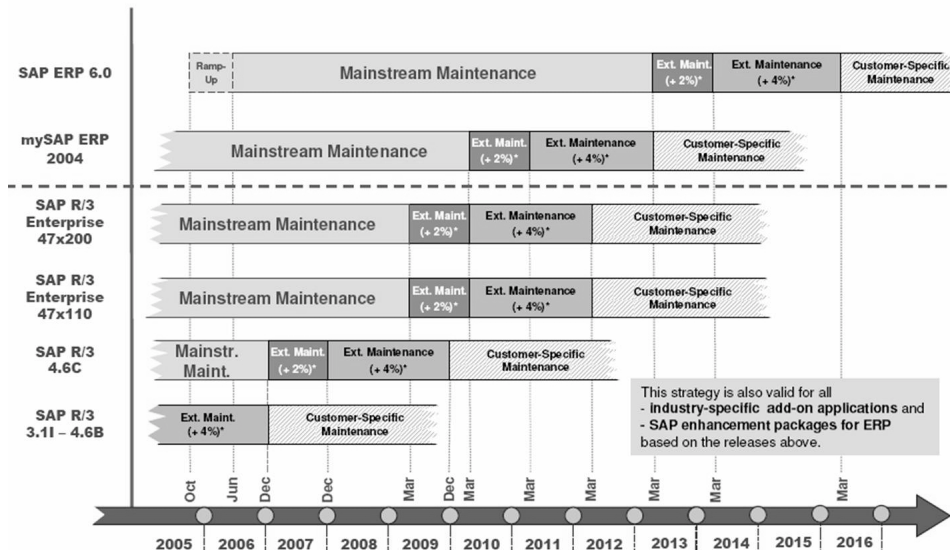 SAP ERP 6.0
Ramp-
Up
Mainstream Maintenance
Ext. Maint.
(+ 2%)*
Ext. Maintenance
(+ 4%)*
Customer-Specific
Maintenance
mySAP ERP
2004
Mainstream Maintenance
Ext. Maint.
(+ 2%)*
Ext. Maintenance
(+ 4%)*
Customer-Specific
Maintenance
SAP R/3
Enterprise
47x200
Mainstream Maintenance
Ext. Maint.
(+ 2%)*
Ext. Maintenance
(+ 4%)*
Customer-Specific
Maintenance
SAP R/3
Enterprise
47x110
Mainstream Maintenance
Ext. Maint.
(+ 2%)*
Ext. Maintenance
(+ 4%)*
Customer-Specific
Maintenance
SAP R/3
4.6C
Mainstr.
Maint.
Ext. Maint.
(+ 2%)*
Ext. Maintenance
(+ 4%)*
Customer-Specific
Maintenance
SAP R/3
3.1I – 4.6B
Ext. Maint.
(+ 4%)*
Customer-Specific
Maintenance
This strategy is also valid for all
- industry-specific add-on applications and
- SAP enhancement packages for ERP
based on the releases above.
Oct
Jun
Dec
Dec
Mar
Dec
Mar
Mar
Mar
Mar
Mar
Mar
2005
2006
2007
2008
2009
2010
2011
2012
2013
2014
2015
2016